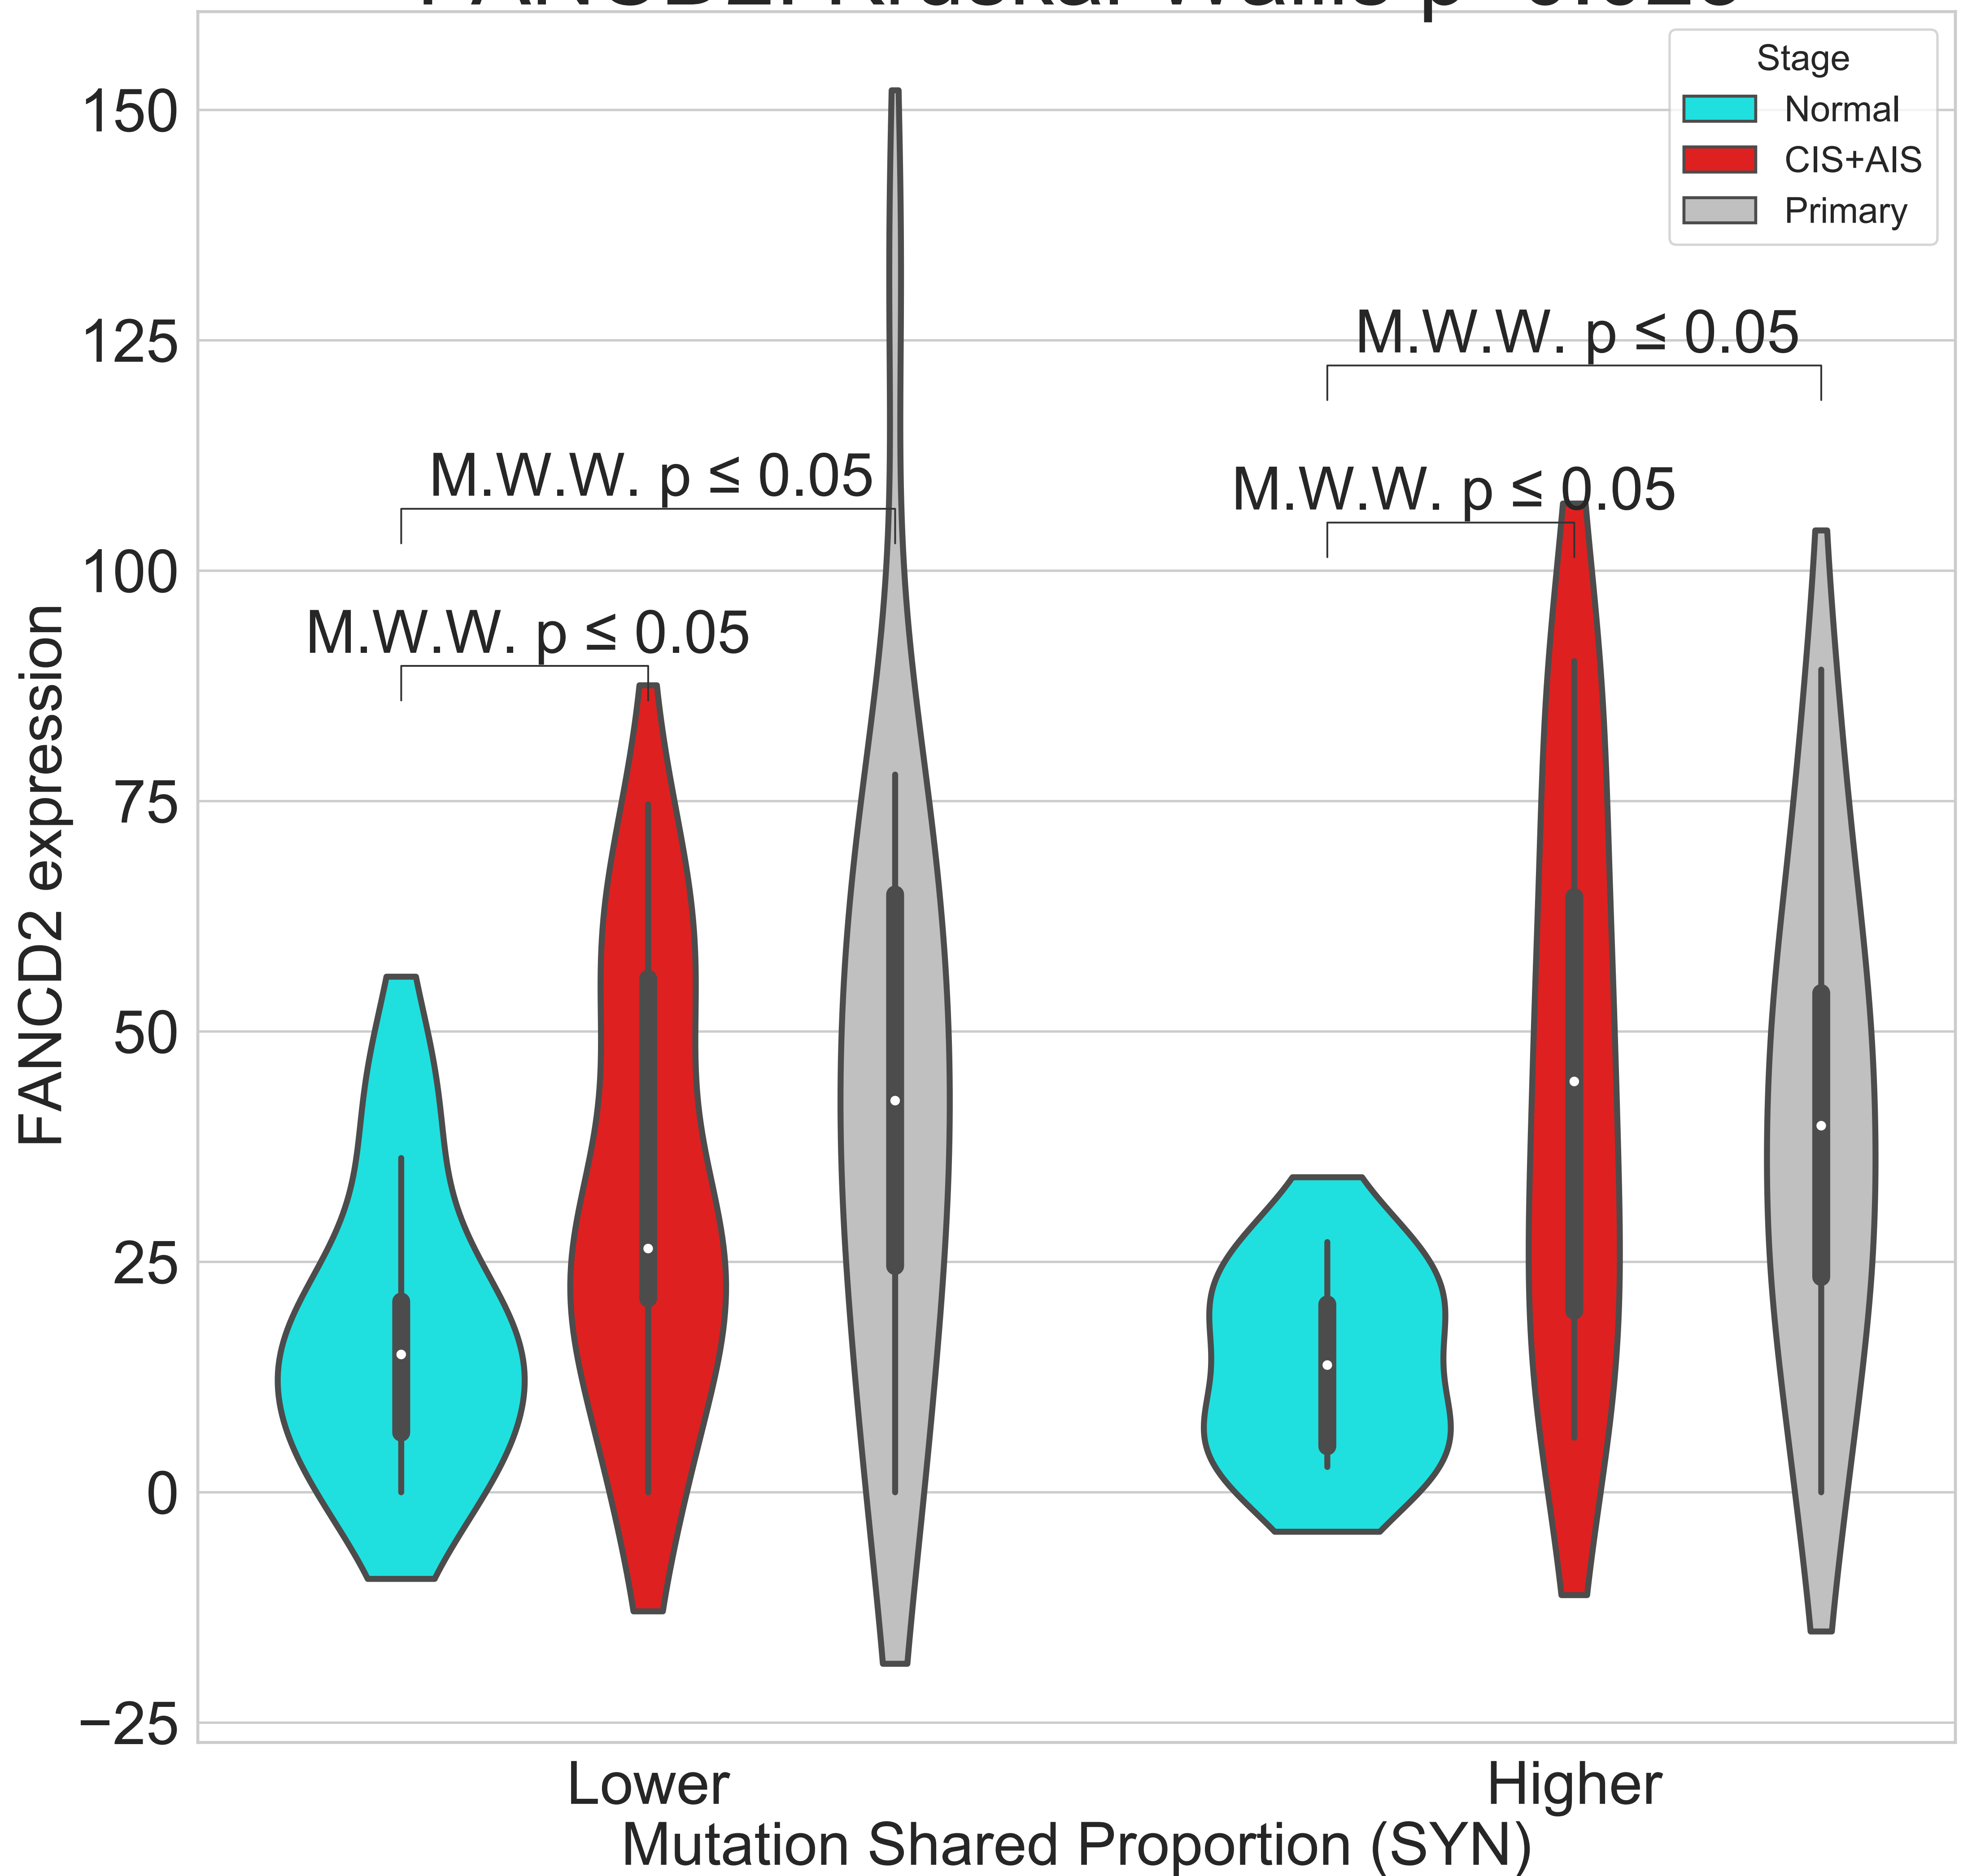 Stage
Normal
CIS+AIS
Primary
150
125
100
75
50
25
0
−25
FANCD2 expression
M.W.W. p ≤ 0.05
M.W.W. p ≤ 0.05
M.W.W. p ≤ 0.05
M.W.W. p ≤ 0.05
Lower
Higher
Mutation Shared Proportion (SYN)